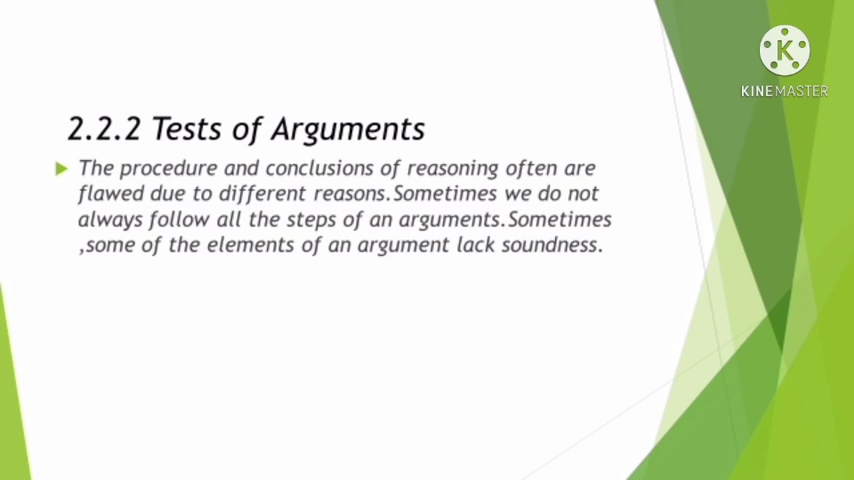 K
KINEMASTER
2.2.2 Tests of Arguments
The procedure and conclusions of reasoning often are
flawed due to different reasons.Sometimes we do not
always follow all the steps of an arguments.Sometimes
,some of the elements of an argument lack soundness.